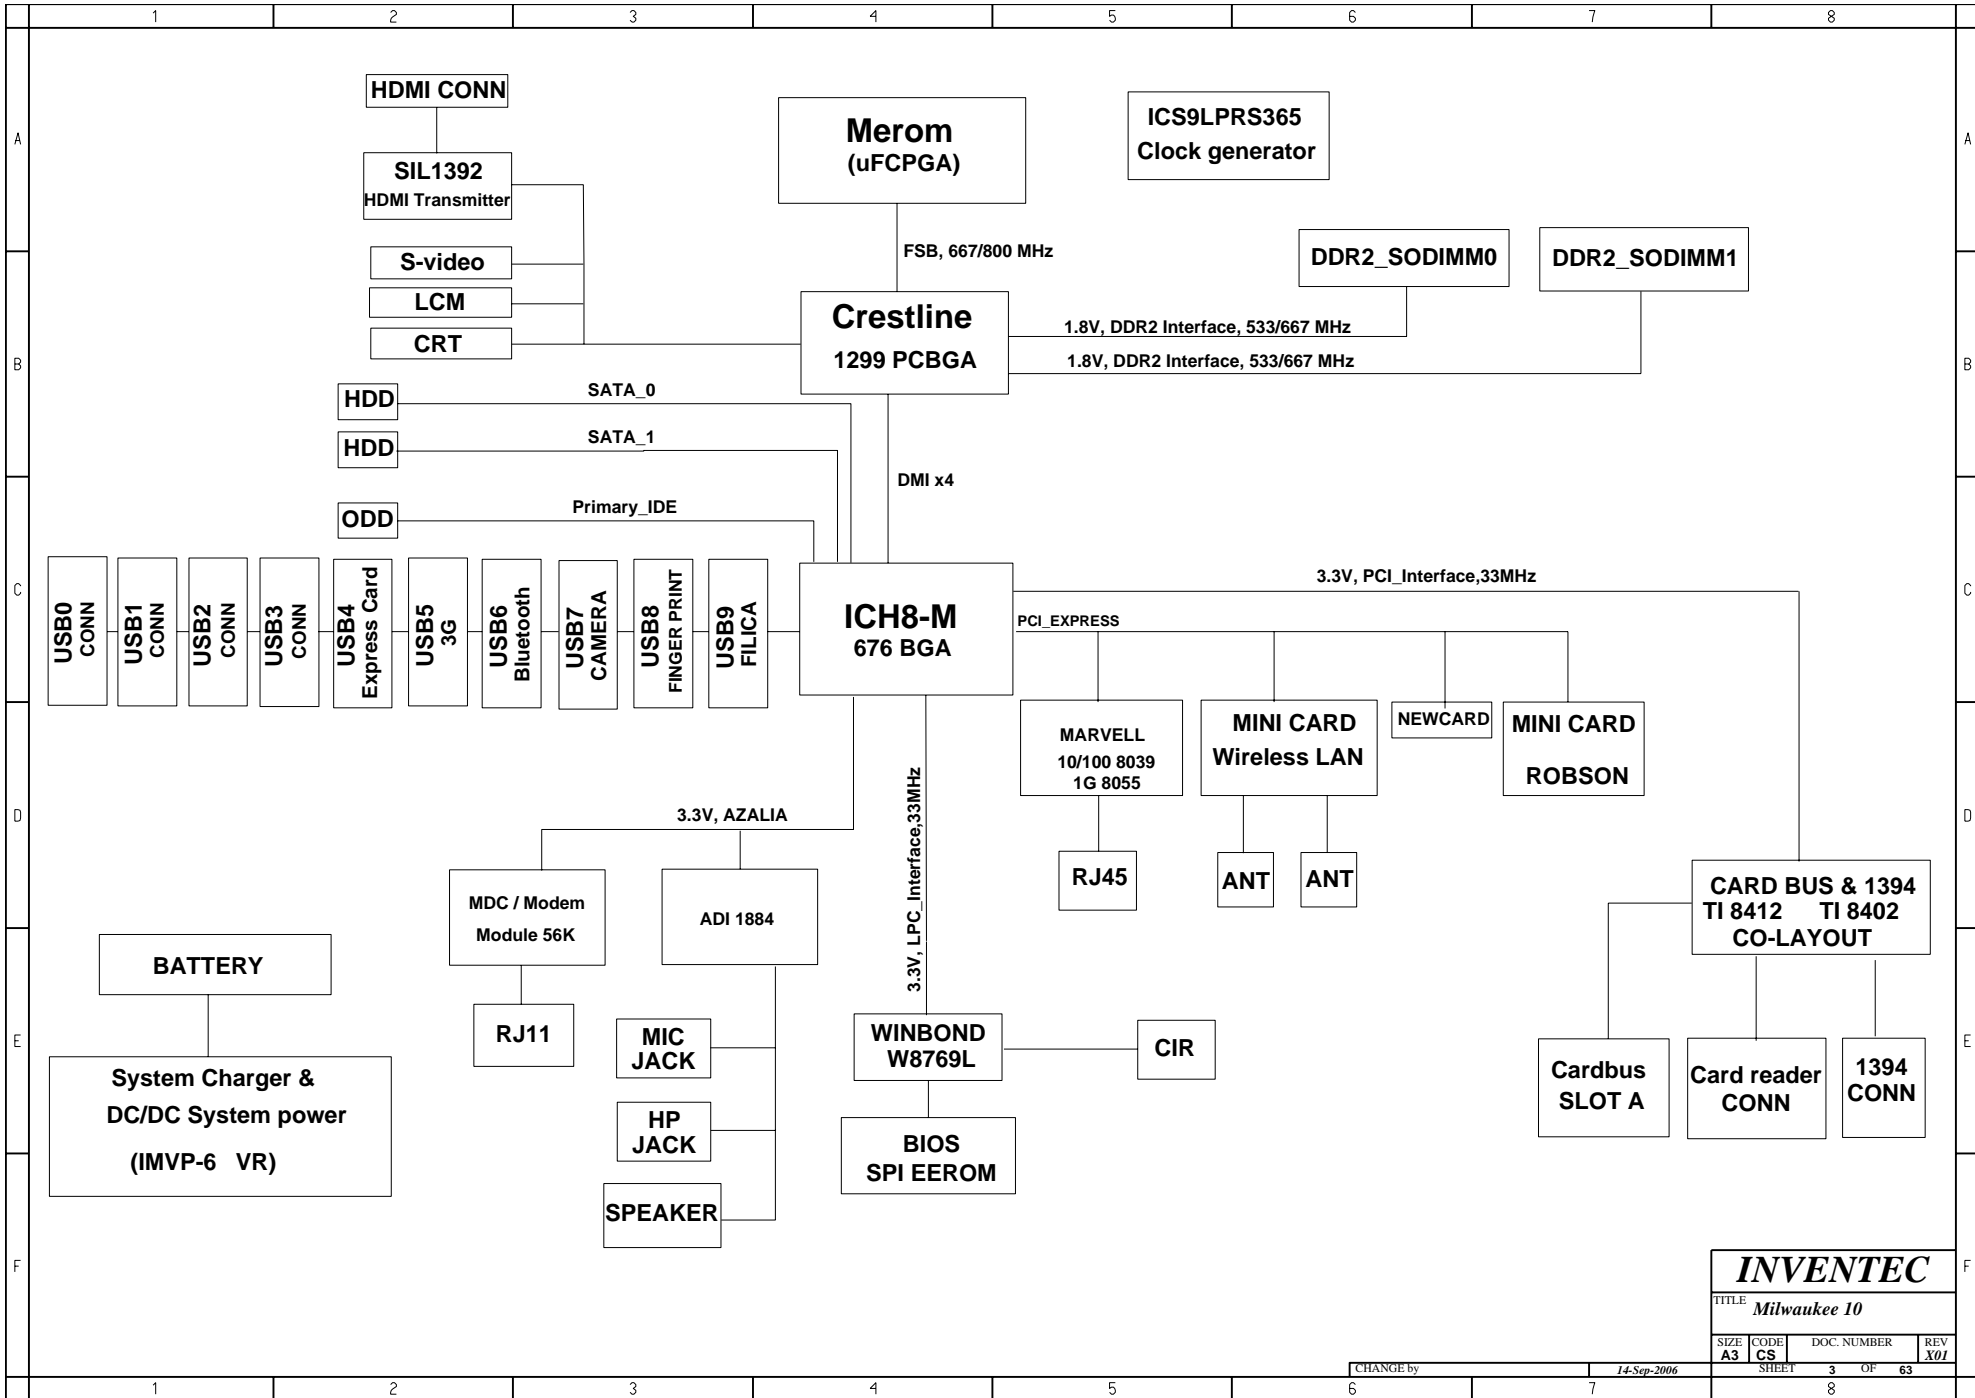 1 2 3 4 5 6 7 8
A A
B B
C C
D D
E E
F F
HDMI CONN
SIL1392
HDMI Transmitter
S-video
LCM
CRT
Merom
(uFCPGA)
ICS9LPRS365
Clock generator
FSB, 667/800 MHz
DDR2_SODIMM0
DDR2_SODIMM1
Crestline
1299 PCBGA
1.8V, DDR2 Interface, 533/667 MHz
1.8V, DDR2 Interface, 533/667 MHz
HDD
SATA_0
HDD
SATA_1
DMI x4
ODD
Primary_IDE
USB0
CONN
USB1
CONN
USB2
CONN
USB3
CONN
USB4
Express Card
USB5
3G
USB6
Bluetooth
USB7
CAMERA
USB8
FINGER PRINT
USB9
FILICA
ICH8-M
676 BGA
3.3V, PCI_Interface,33MHz
PCI_EXPRESS
MARVELL
10/100 8039
1G 8055
MINI CARD
Wireless LAN
NEWCARD
MINI CARD
ROBSON
RJ45
ANT
ANT
3.3V, AZALIA
3.3V, LPC_Interface,33MHz
MDC / Modem
Module 56K
ADI 1884
CARD BUS & 1394
TI 8412 TI 8402
CO-LAYOUT
BATTERY
System Charger &
DC/DC System power
(IMVP-6 VR)
RJ11
MIC
JACK
HP
JACK
SPEAKER
WINBOND
W8769L
CIR
BIOS
SPI EEROM
Cardbus
SLOT A
Card reader
CONN
1394
CONN
INVENTEC
TITLE
Milwaukee 10
SIZE CODE DOC. NUMBER REV
A3 CS X01
CHANGE by 14-Sep-2006 SHEET 3 OF 63
1 2 3 4 5 6 7 8